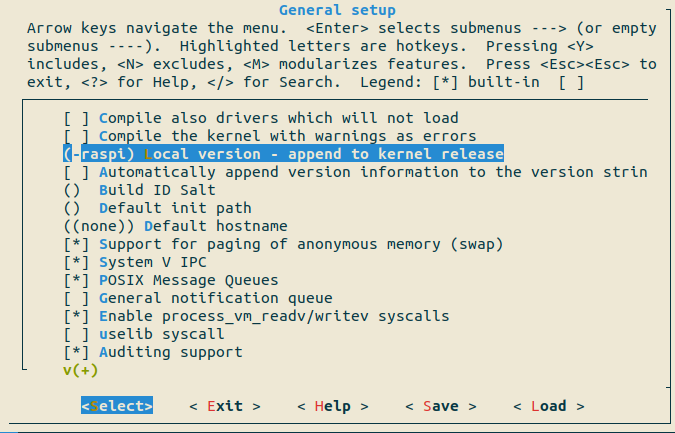 General setup
Arrow keys navigate the menu.  <Enter> selects submenus ---> (or empty
submenus ----).  Highlighted letters are hotkeys.  Pressing <Y>
includes, <N> excludes, <M> modularizes features.  Press <Esc><Esc> to
exit, <?> for Help, </> for Search.  Legend: [*] built-in  [ ]
[ ] Compile also drivers which will not load
[ ] Compile the kernel with warnings as errors
(-raspi) Local version - append to kernel release
[ ] Automatically append version information to the version strin
()  Build ID Salt
()  Default init path
((none)) Default hostname
[*] Support for paging of anonymous memory (swap)
[*] System V IPC
[*] POSIX Message Queues
[ ] General notification queue
[*] Enable process_vm_readv/writev syscalls
[ ] uselib syscall
[*] Auditing support
v(+)
<Select>    < Exit >    < Help >    < Save >    < Load >